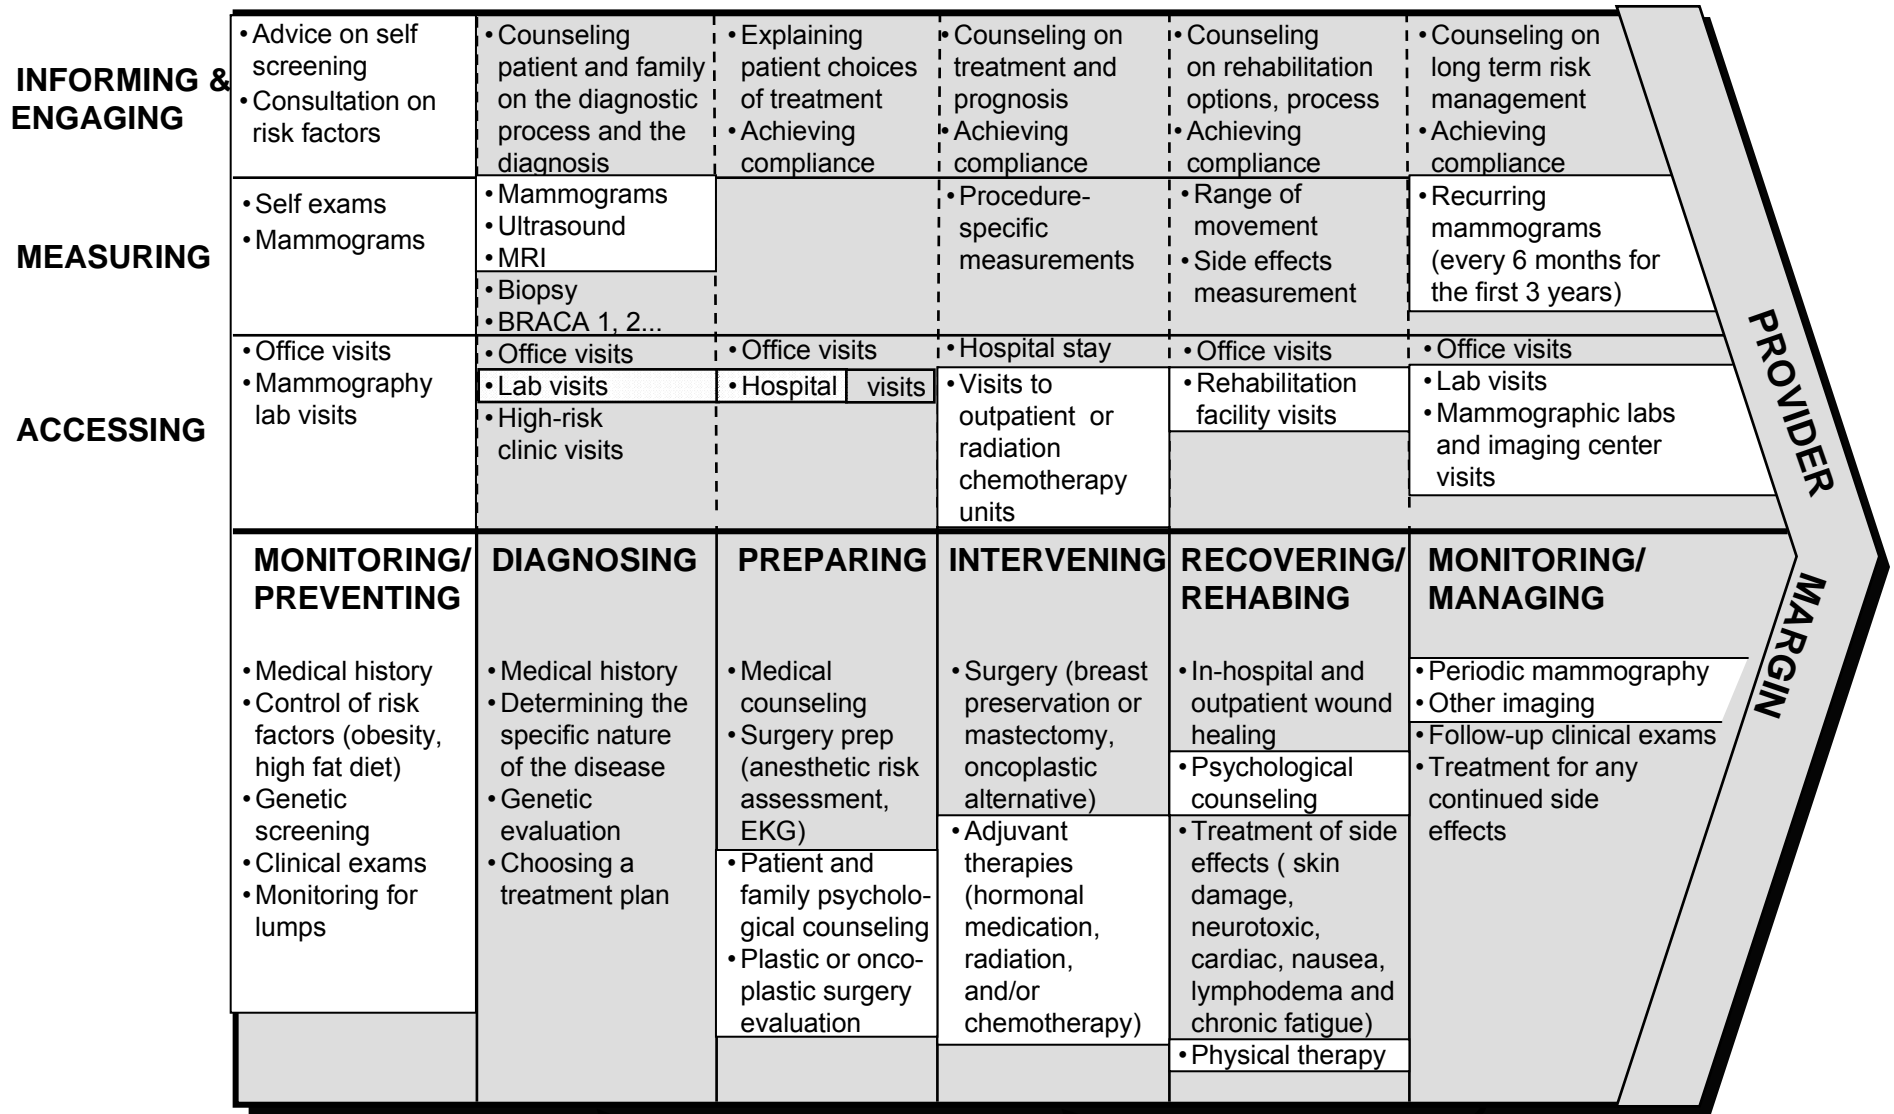 INFORMING &
ENGAGING
• Advice on self
screening
• Consultation on
risk factors
• Counseling
patient and family
on the diagnostic
process and the
diagnosis
• Explaining
patient choices
of treatment
• Achieving
compliance
• Counseling on
treatment and
prognosis
• Achieving
compliance
• Counseling
on rehabilitation
options, process
• Achieving
compliance
• Counseling on
long term risk
management
• Achieving
compliance
MEASURING
• Self exams
• Mammograms
• Mammograms
• Ultrasound
• MRI
• Biopsy
• BRACA 1, 2...
• Procedure-
specific
measurements
• Range of
movement
• Side effects
measurement
• Recurring
mammograms
(every 6 months for
the first 3 years)
ACCESSING
• Office visits
• Mammography
lab visits
• Office visits
• Lab visits
• High-risk
clinic visits
• Office visits
• Hospital visits
• Hospital stay
• Visits to
outpatient or
radiation
chemotherapy
units
• Office visits
• Rehabilitation
facility visits
• Office visits
• Lab visits
• Mammographic labs
and imaging center
visits
MONITORING/
PREVENTING
• Medical history
• Control of risk
factors (obesity,
high fat diet)
• Genetic
screening
• Clinical exams
• Monitoring for
lumps
DIAGNOSING
• Medical history
• Determining the
specific nature
of the disease
• Genetic
evaluation
• Choosing a
treatment plan
PREPARING
• Medical
counseling
• Surgery prep
(anesthetic risk
assessment,
EKG)
• Patient and
family psycholo-
gical counseling
• Plastic or onco-
plastic surgery
evaluation
INTERVENING
• Surgery (breast
preservation or
mastectomy,
oncoplastic
alternative)
• Adjuvant
therapies
(hormonal
medication,
radiation,
and/or
chemotherapy)
RECOVERING/
REHABING
• In-hospital and
outpatient wound
healing
• Psychological
counseling
• Treatment of side
effects ( skin
damage,
neurotoxic,
cardiac, nausea,
lymphodema and
chronic fatigue)
• Physical therapy
MONITORING/
MANAGING
• Periodic mammography
• Other imaging
• Follow-up clinical exams
• Treatment for any
continued side
effects
PROVIDER
MARGIN